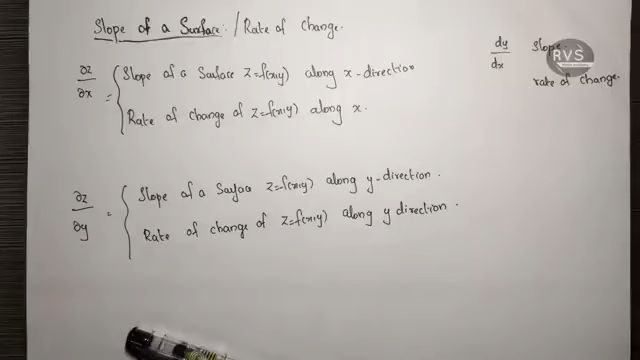 Slope of a Surface: / Rate of Change.
dy/dx slope.
rate of change.
RVS
∂z/∂x = { Slope of a Surface Z=f(x,y) along x-direction
Rate of change of Z=f(x,y) along x.
∂z/∂y = { Slope of a Surface Z=f(x,y) along y-direction.
Rate of change of Z=f(x,y) along y direction.